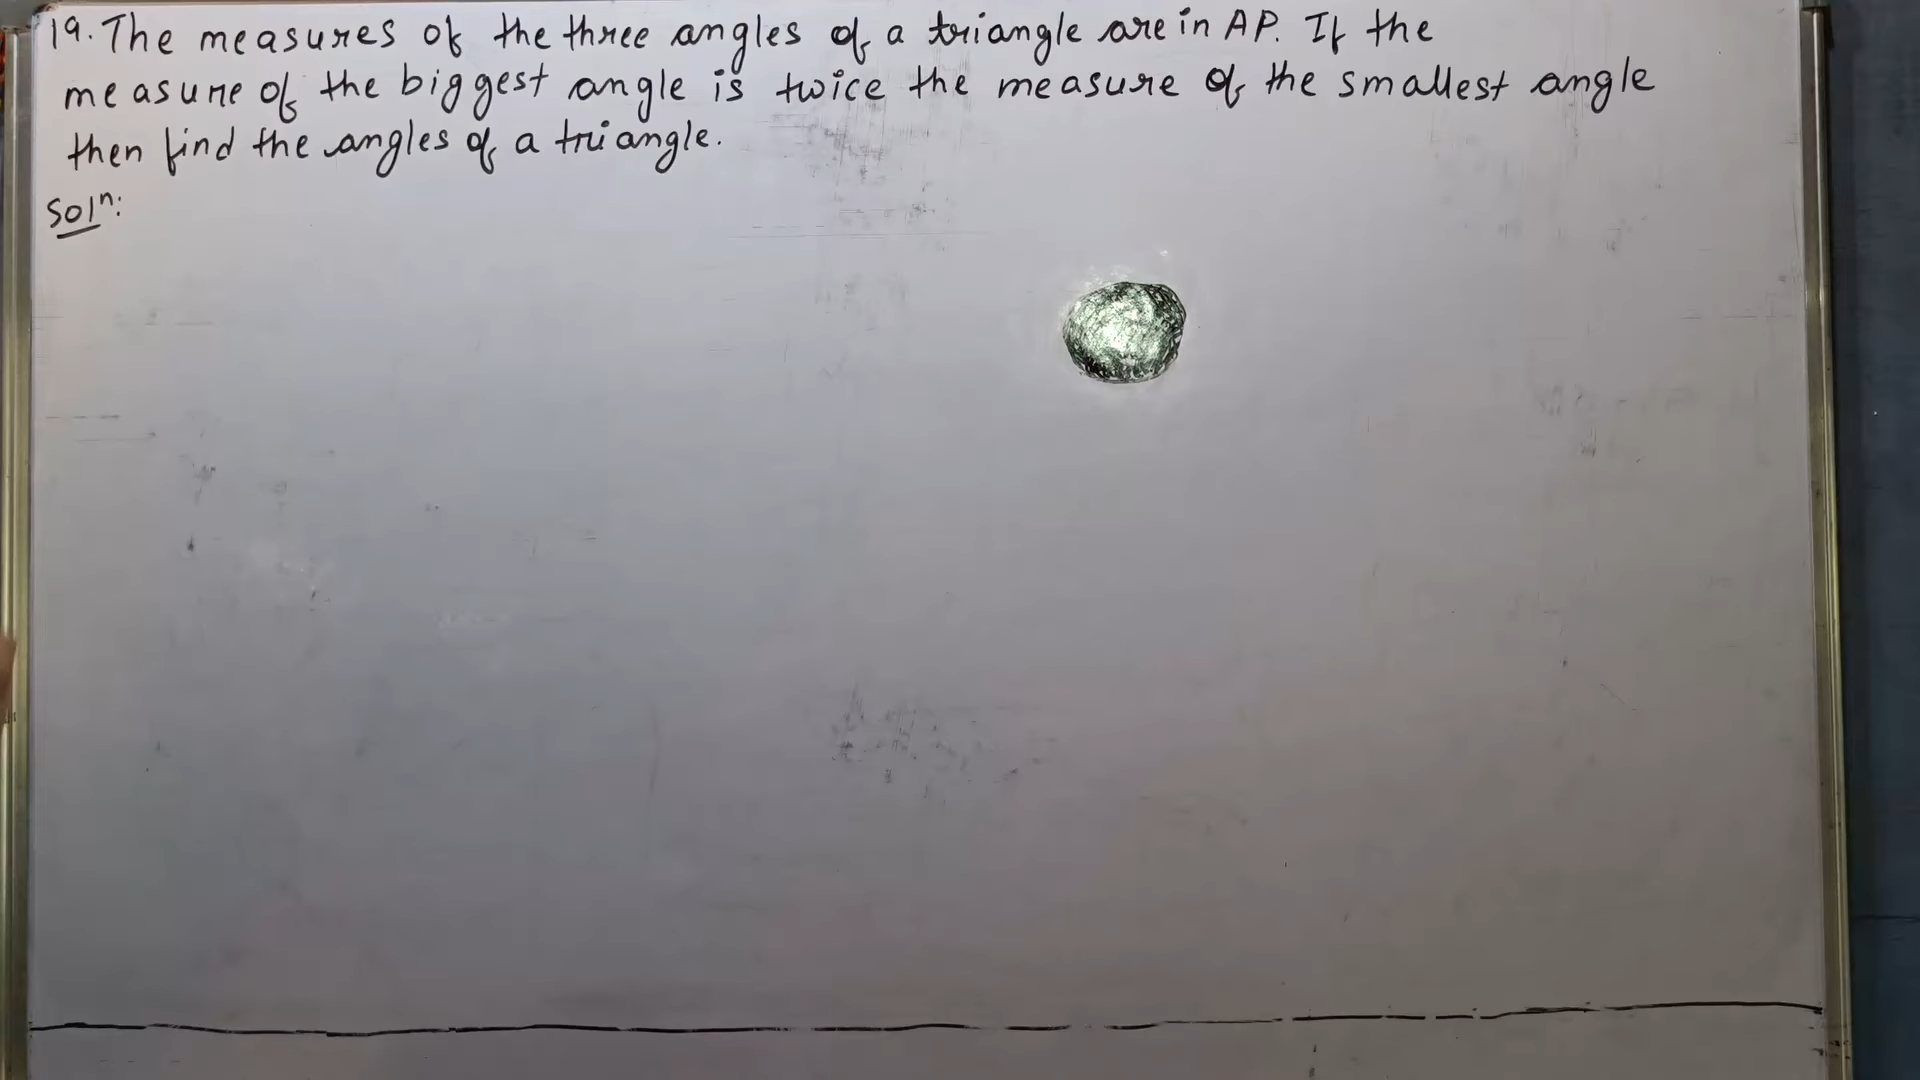 19. The measures of the three angles of a triangle are in AP. If the
measure of the biggest angle is twice the measure of the smallest angle
then find the angles of a triangle.
Solⁿ: